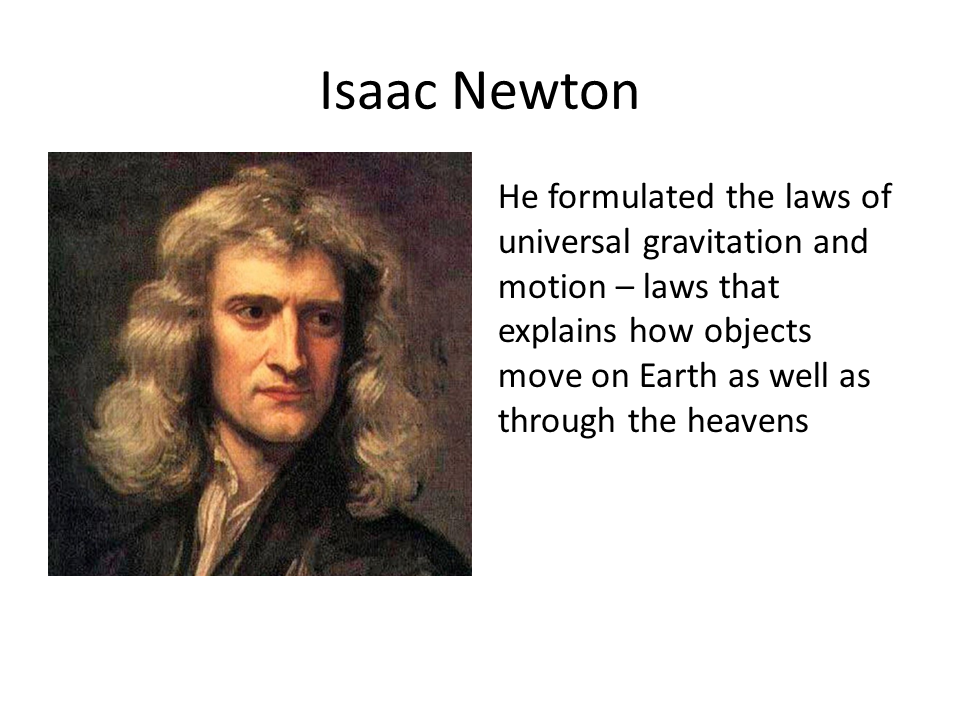 Isaac Newton
He formulated the laws of
universal gravitation and
motion – laws that
explains how objects
move on Earth as well as
through the heavens